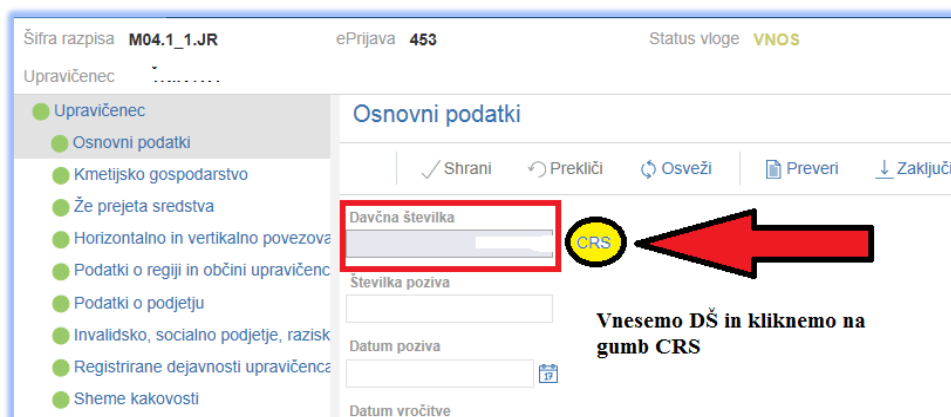 Šifra razpisa M04.1_1.JR ePrijava 453 Status vloge VNOS
Upravičenec
Upravičenec
Osnovni podatki
Kmetijsko gospodarstvo
Že prejeta sredstva
Horizontalno in vertikalno povezova
Podatki o regiji in občini upravičenc
Podatki o podjetju
Invalidsko, socialno podjetje, razisk
Registrirane dejavnosti upravičenca
Sheme kakovosti
Osnovni podatki
Shrani Prekliči Osveži Preveri Zaključi
Davčna številka
CRS
Številka poziva
Datum poziva
17
Datum vročitve
Vnesemo DŠ in kliknemo na
gumb CRS